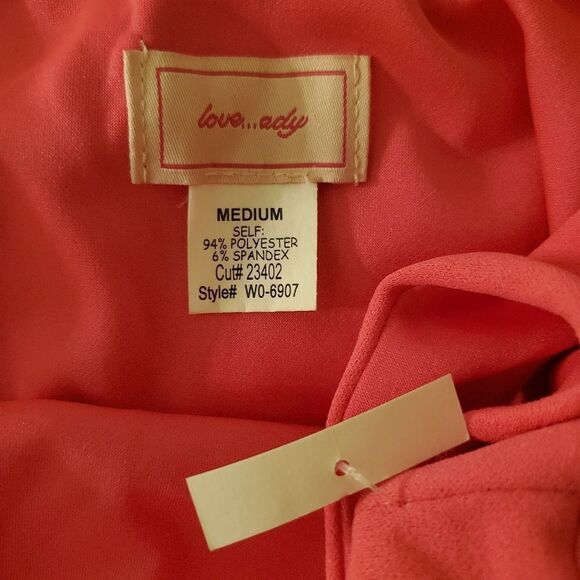 love...ady
MEDIUM
SELF:
94% POLYESTER
6% SPANDEX
Cut# 23402
Style# W0-6907